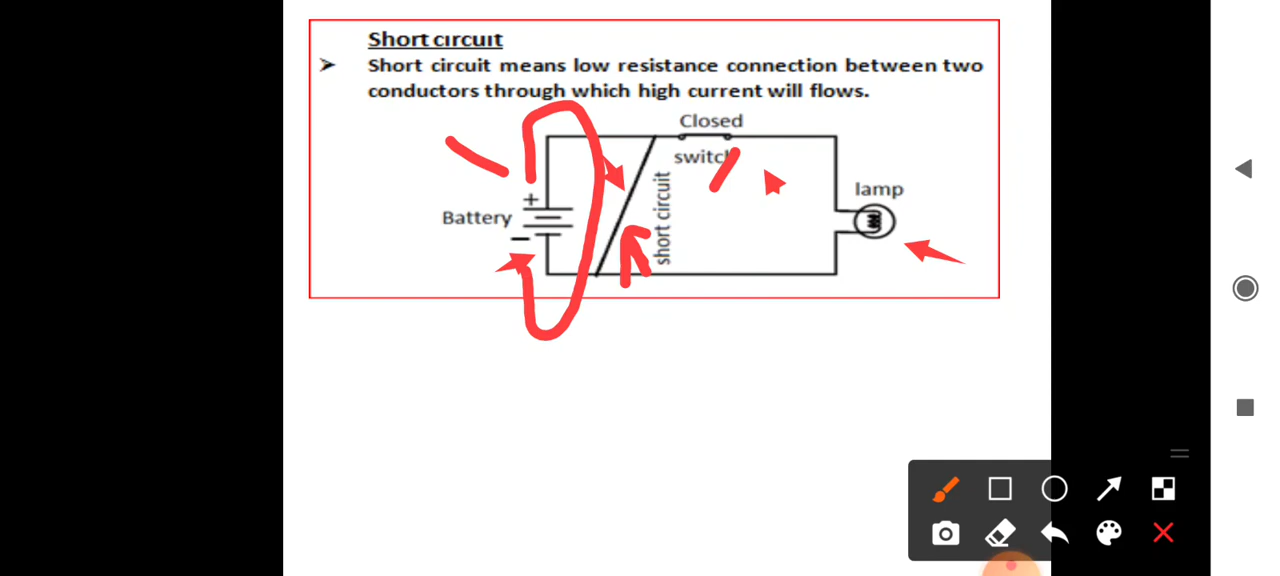 Short circuit
Short circuit means low resistance connection between two
conductors through which high current will flows.
Closed
switch
short circuit
lamp
+
Battery
−